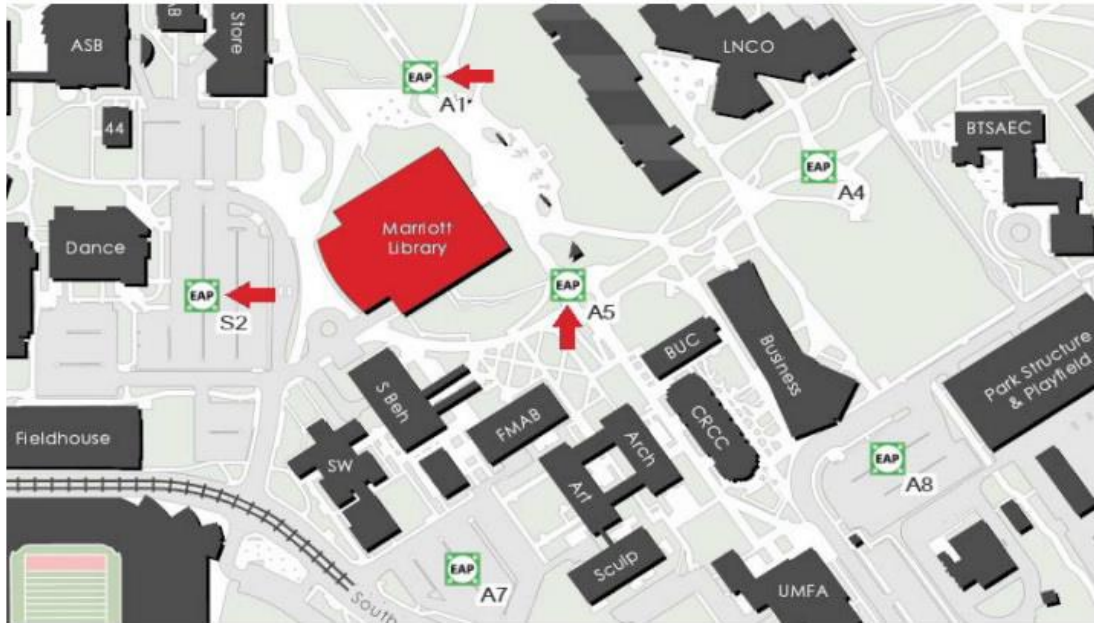 ASB
AB
Store
LNCO
EAP
A1
44
BTSAEC
EAP
A4
Marriott
Library
Dance
EAP
S2
EAP
A5
BUC
Business
Park Structure
& Playfield
S Beh
FMAB
CRCC
Fieldhouse
SW
Arch
Art
EAP
A8
Sculp
EAP
A7
UMFA
South